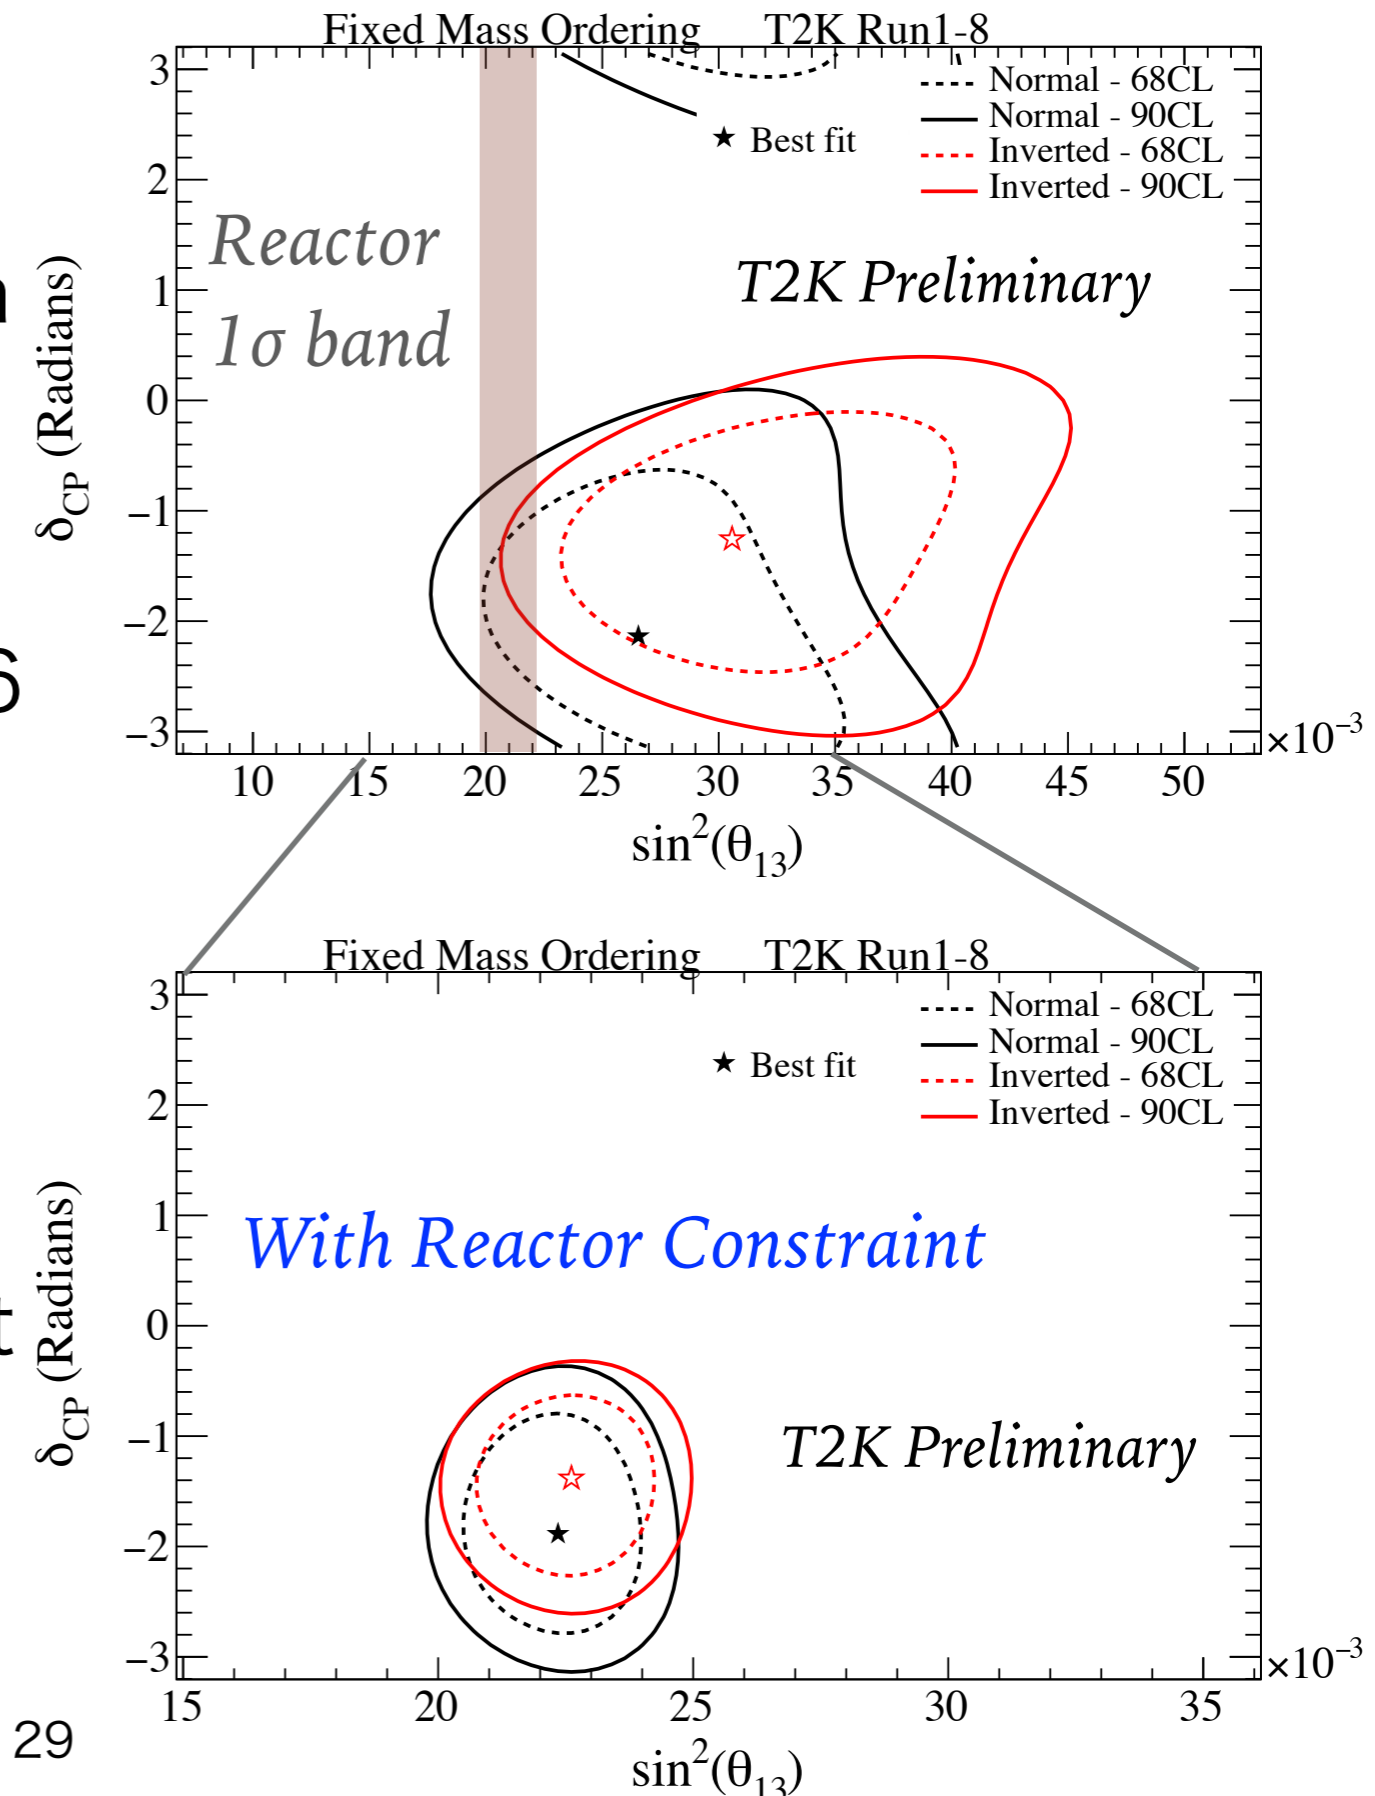 Fixed Mass Ordering T2K Run1-8
Normal - 68CL
Normal - 90CL
Inverted - 68CL
Inverted - 90CL
★ Best fit
Reactor
1σ band
T2K Preliminary
δCP (Radians)
3
2
1
0
−1
−2
−3
10 15 20 25 30 35 40 45 50
×10−3
sin2(θ13)
Fixed Mass Ordering T2K Run1-8
Normal - 68CL
Normal - 90CL
Inverted - 68CL
Inverted - 90CL
★ Best fit
With Reactor Constraint
T2K Preliminary
δCP (Radians)
3
2
1
0
−1
−2
−3
15 20 25 30 35
×10−3
sin2(θ13)
29